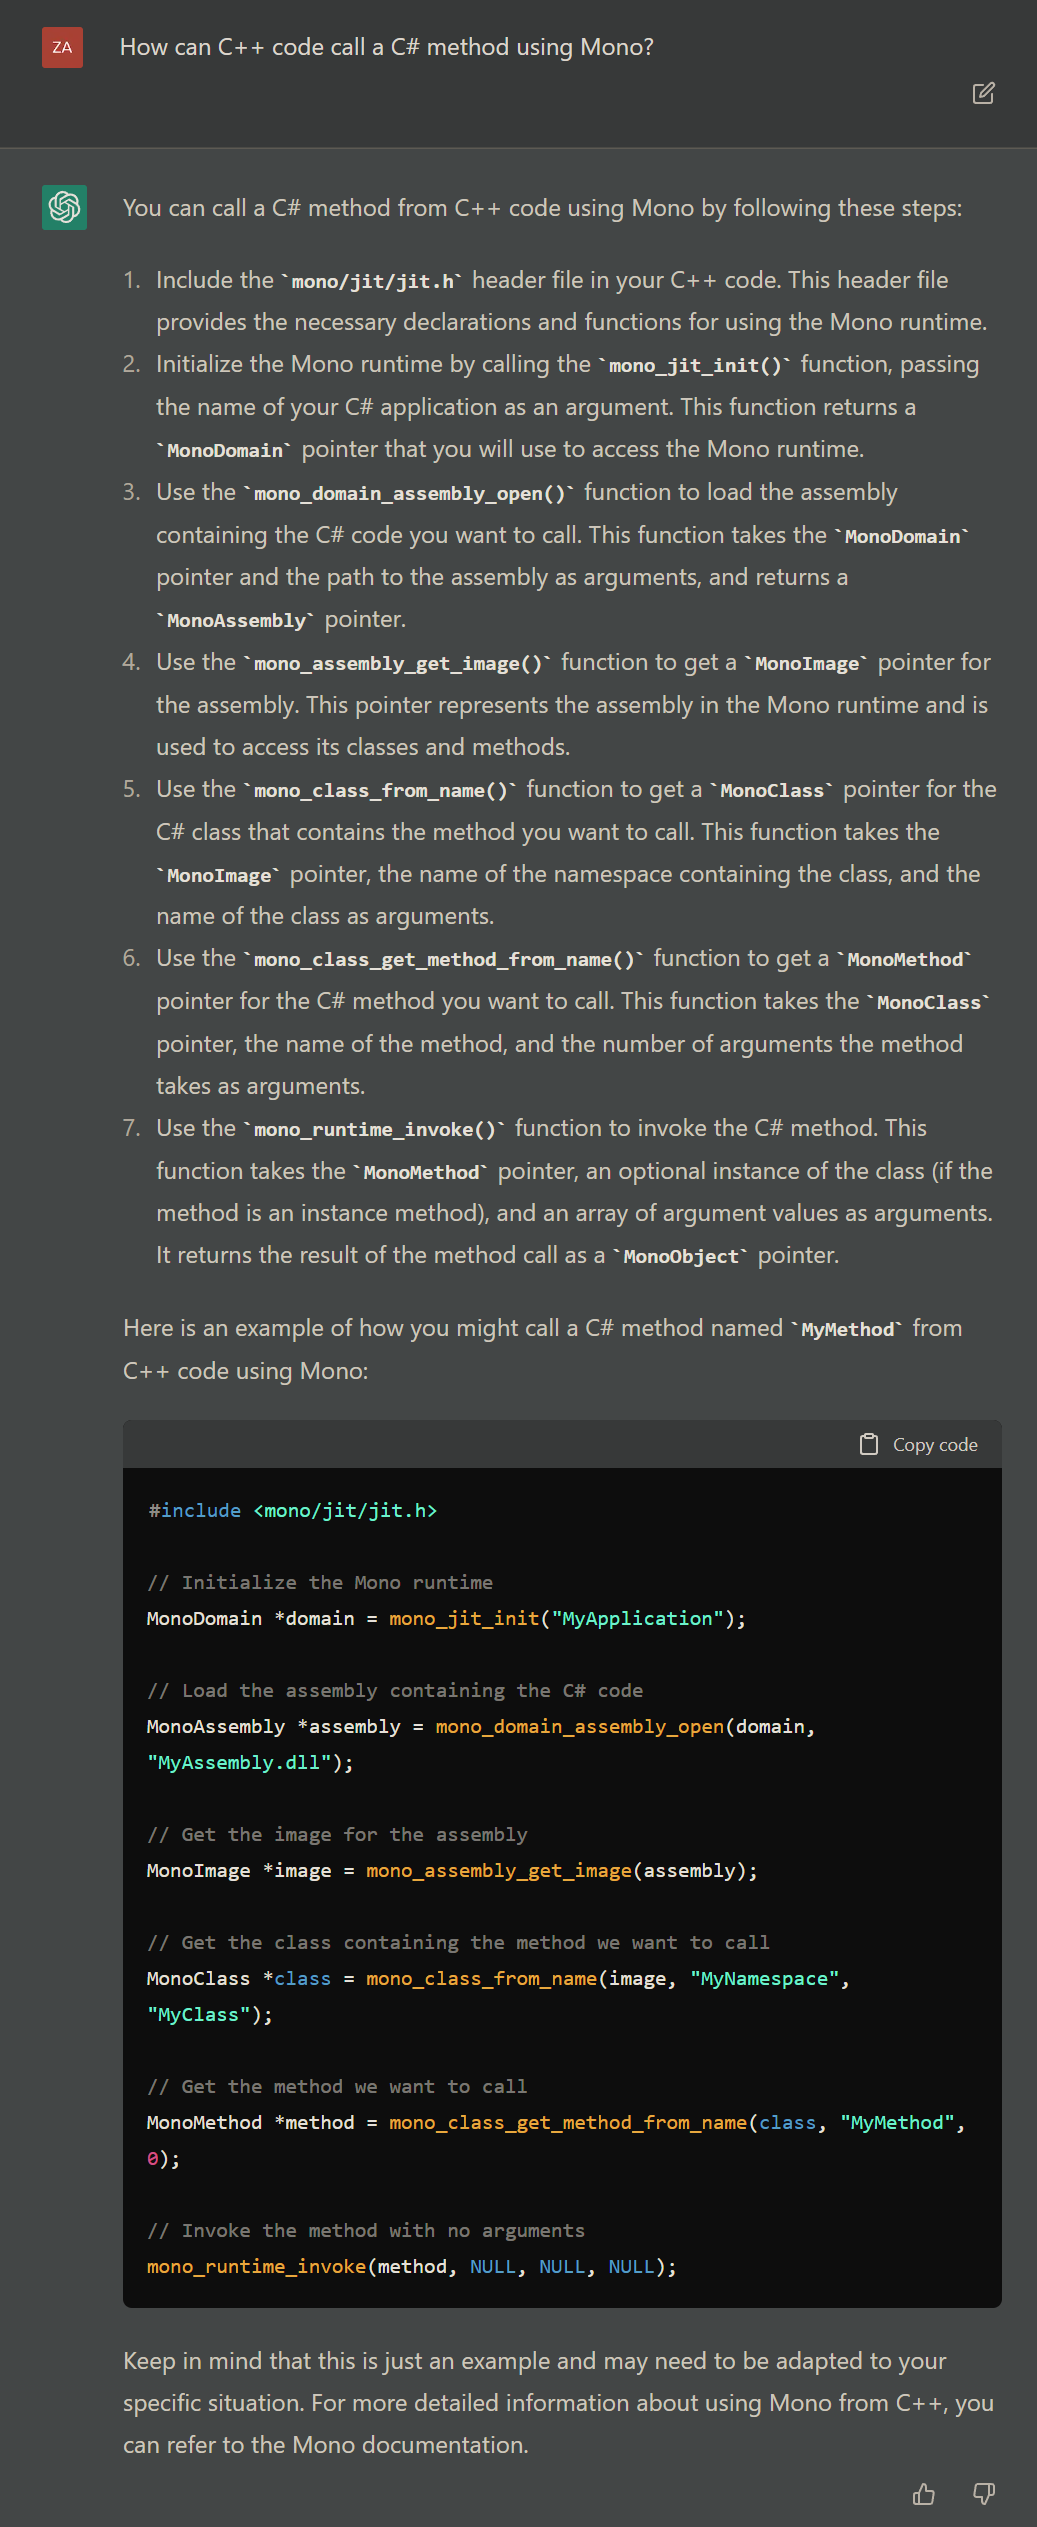 ZA
How can C++ code call a C# method using Mono?
You can call a C# method from C++ code using Mono by following these steps:
1. Include the `mono/jit/jit.h` header file in your C++ code. This header file
provides the necessary declarations and functions for using the Mono runtime.
2. Initialize the Mono runtime by calling the `mono_jit_init()` function, passing
the name of your C# application as an argument. This function returns a
`MonoDomain` pointer that you will use to access the Mono runtime.
3. Use the `mono_domain_assembly_open()` function to load the assembly
containing the C# code you want to call. This function takes the `MonoDomain`
pointer and the path to the assembly as arguments, and returns a
`MonoAssembly` pointer.
4. Use the `mono_assembly_get_image()` function to get a `MonoImage` pointer for
the assembly. This pointer represents the assembly in the Mono runtime and is
used to access its classes and methods.
5. Use the `mono_class_from_name()` function to get a `MonoClass` pointer for the
C# class that contains the method you want to call. This function takes the
`MonoImage` pointer, the name of the namespace containing the class, and the
name of the class as arguments.
6. Use the `mono_class_get_method_from_name()` function to get a `MonoMethod`
pointer for the C# method you want to call. This function takes the `MonoClass`
pointer, the name of the method, and the number of arguments the method
takes as arguments.
7. Use the `mono_runtime_invoke()` function to invoke the C# method. This
function takes the `MonoMethod` pointer, an optional instance of the class (if the
method is an instance method), and an array of argument values as arguments.
It returns the result of the method call as a `MonoObject` pointer.
Here is an example of how you might call a C# method named `MyMethod` from
C++ code using Mono:
Copy code
#include <mono/jit/jit.h>
// Initialize the Mono runtime
MonoDomain *domain = mono_jit_init("MyApplication");
// Load the assembly containing the C# code
MonoAssembly *assembly = mono_domain_assembly_open(domain,
"MyAssembly.dll");
// Get the image for the assembly
MonoImage *image = mono_assembly_get_image(assembly);
// Get the class containing the method we want to call
MonoClass *class = mono_class_from_name(image, "MyNamespace",
"MyClass");
// Get the method we want to call
MonoMethod *method = mono_class_get_method_from_name(class, "MyMethod",
0);
// Invoke the method with no arguments
mono_runtime_invoke(method, NULL, NULL, NULL);
Keep in mind that this is just an example and may need to be adapted to your
specific situation. For more detailed information about using Mono from C++, you
can refer to the Mono documentation.